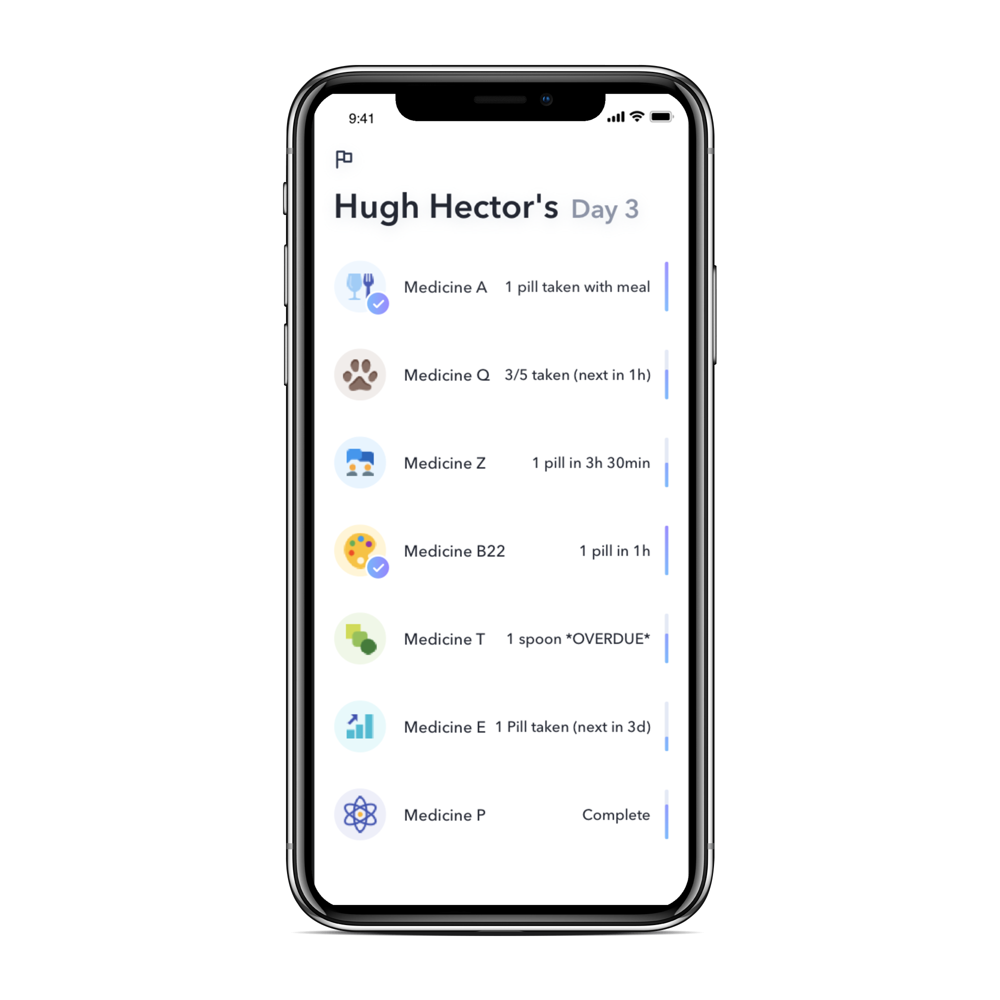 9:41
Hugh Hector's Day 3
Medicine A 1 pill taken with meal
Medicine Q 3/5 taken (next in 1h)
Medicine Z 1 pill in 3h 30min
Medicine B22 1 pill in 1h
Medicine T 1 spoon *OVERDUE*
Medicine E 1 Pill taken (next in 3d)
Medicine P Complete